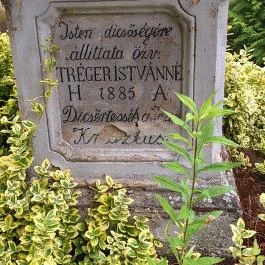 Isten dicsőségére
állíttata özv.
TRÉGER ISTVÁNNÉ
H 1885 A.
Dicsértessék a
Krisztus